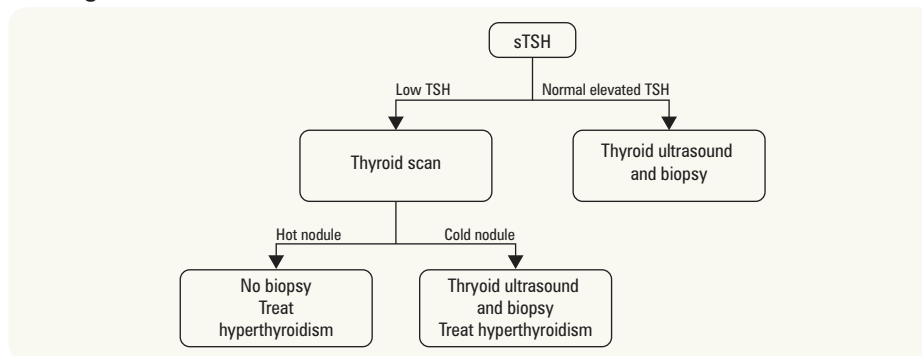 sTSH
Low TSH
Normal elevated TSH
Thyroid scan
Thyroid ultrasound
and biopsy
Hot nodule
Cold nodule
No biopsy
Treat
hyperthyroidism
Thryoid ultrasound
and biopsy
Treat hyperthyroidism